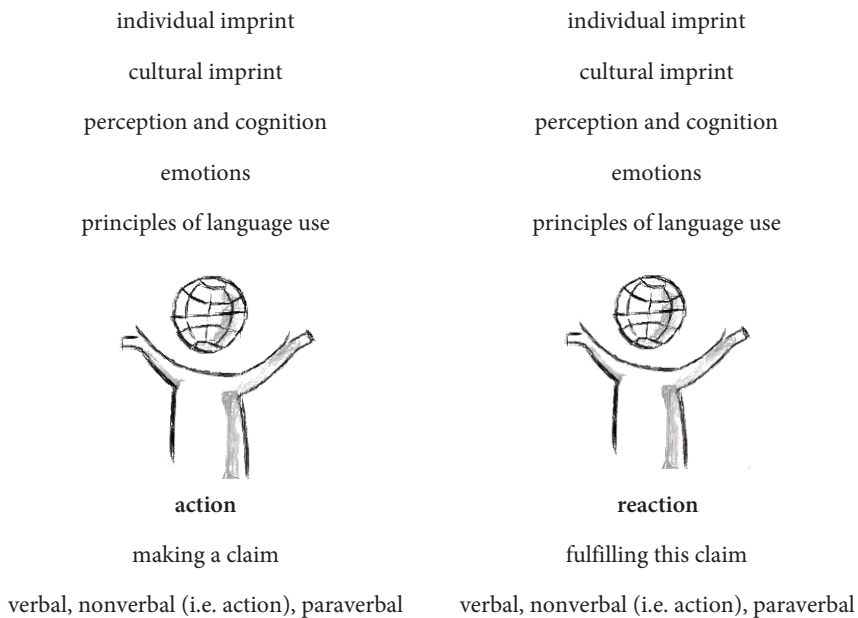 individual imprint
cultural imprint
perception and cognition
emotions
principles of language use
action
making a claim
verbal, nonverbal (i.e. action), paraverbal
individual imprint
cultural imprint
perception and cognition
emotions
principles of language use
reaction
fulfilling this claim
verbal, nonverbal (i.e. action), paraverbal